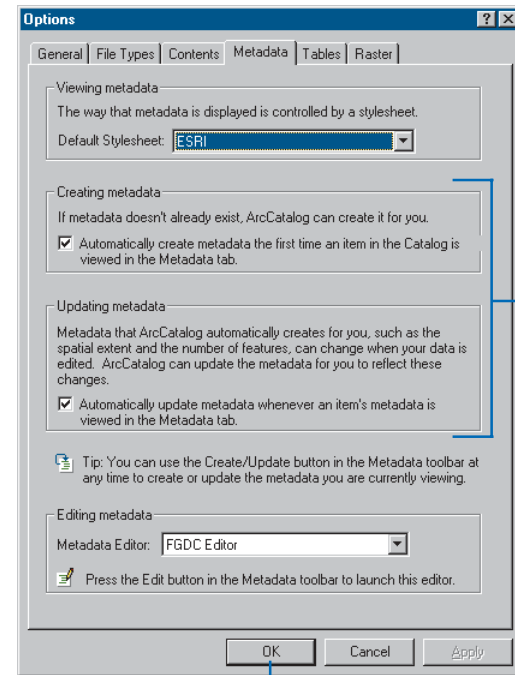 Options
General File Types Contents Metadata Tables Raster
Viewing metadata
The way that metadata is displayed is controlled by a stylesheet.
Default Stylesheet: ESRI
Creating metadata
If metadata doesn't already exist, ArcCatalog can create it for you.
Automatically create metadata the first time an item in the Catalog is
viewed in the Metadata tab.
Updating metadata
Metadata that ArcCatalog automatically creates for you, such as the
spatial extent and the number of features, can change when your data is
edited. ArcCatalog can update the metadata for you to reflect these
changes.
Automatically update metadata whenever an item's metadata is
viewed in the Metadata tab.
Tip: You can use the Create/Update button in the Metadata toolbar at
any time to create or update the metadata you are currently viewing.
Editing metadata
Metadata Editor: FGDC Editor
Press the Edit button in the Metadata toolbar to launch this editor.
OK Cancel Apply